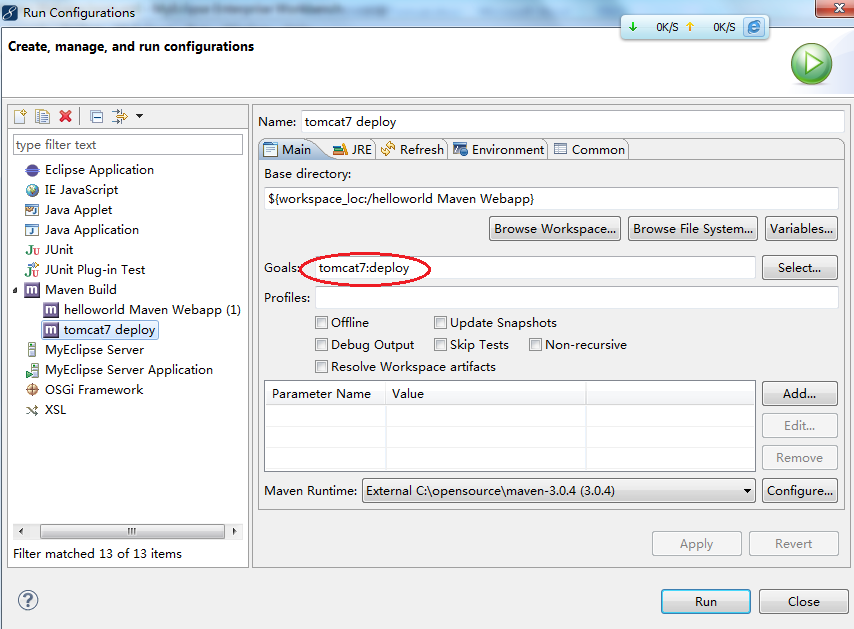 Run Configurations
0K/S 0K/S
Create, manage, and run configurations
type filter text
Eclipse Application
IE JavaScript
Java Applet
Java Application
JUnit
JUnit Plug-in Test
Maven Build
helloworld Maven Webapp (1)
tomcat7 deploy
MyEclipse Server
MyEclipse Server Application
OSGi Framework
XSL
Filter matched 13 of 13 items
Name: tomcat7 deploy
Main JRE Refresh Environment Common
Base directory:
${workspace_loc:/helloworld Maven Webapp}
Browse Workspace... Browse File System... Variables...
Goals: tomcat7:deploy Select...
Profiles:
Offline Update Snapshots
Debug Output Skip Tests Non-recursive
Resolve Workspace artifacts
Parameter Name Value Add...
Edit...
Remove
Maven Runtime: External C:\opensource\maven-3.0.4 (3.0.4) Configure...
Apply Revert
Run Close